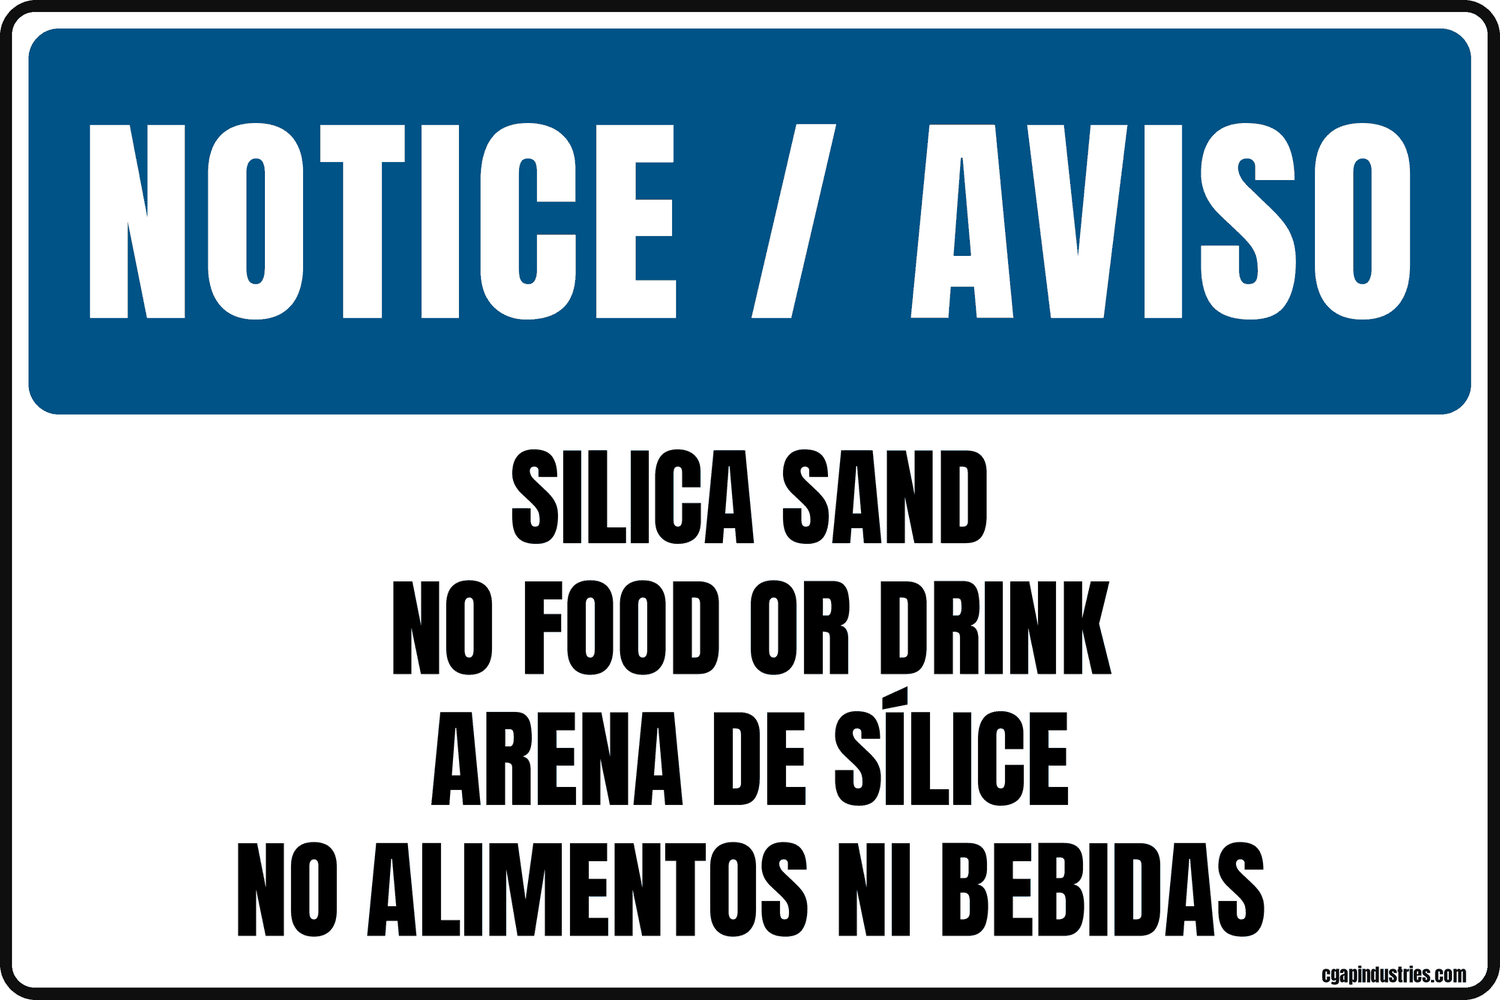 NOTICE / AVISO
SILICA SAND
NO FOOD OR DRINK
ARENA DE SÍLICE
NO ALIMENTOS NI BEBIDAS
cgapindustries.com